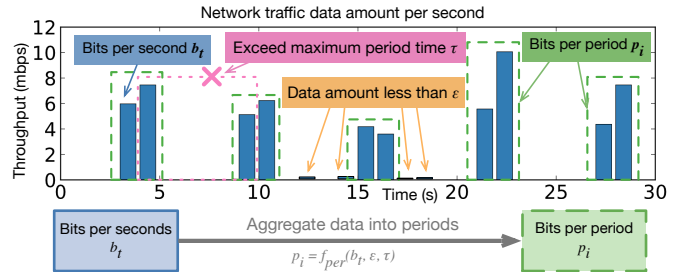 Network traffic data amount per second
Throughput (mbps)
12
10
8
6
4
2
0
Bits per second b_t
Exceed maximum period time τ
Bits per period p_i
Data amount less than ε
0 5 10 15 20 25 30
Time (s)
Bits per seconds
b_t
Aggregate data into periods
p_i = f_per(b_t, ε, τ)
Bits per period
p_i